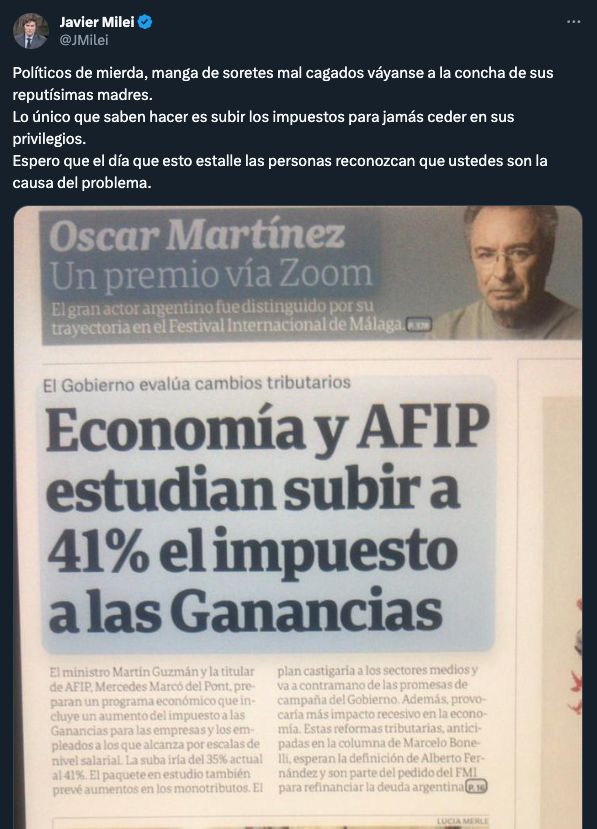 Javier Milei
@JMilei
Políticos de mierda, manga de soretes mal cagados váyanse a la concha de sus
reputísimas madres.
Lo único que saben hacer es subir los impuestos para jamás ceder en sus
privilegios.
Espero que el día que esto estalle las personas reconozcan que ustedes son la
causa del problema.
Oscar Martínez
Un premio vía Zoom
El gran actor argentino fue distinguido por su
trayectoria en el Festival Internacional de Málaga.
El Gobierno evalúa cambios tributarios
Economía y AFIP
estudian subir a
41% el impuesto
a las Ganancias
El ministro Martín Guzmán y la titular
de AFIP, Mercedes Marcó del Pont, pre-
paran un programa económico que in-
cluye un aumento del impuesto a las
Ganancias para las empresas y los em-
pleados a los que alcanza por escalas de
nivel salarial. La suba iría del 35% actual
al 41%. El paquete en estudio también
prevé aumentos en los monotributos. El
plan castigaría a los sectores medios y
va a contramano de las promesas de
campaña del Gobierno. Además, provo-
caría más impacto recesivo en la econo-
mía. Estas reformas tributarias, antici-
padas en la columna de Marcelo Bone-
lli, esperan la definición de Alberto Fer-
nández y son parte del pedido del FMI
para refinanciar la deuda argentina P.16
LUCIA MERLE